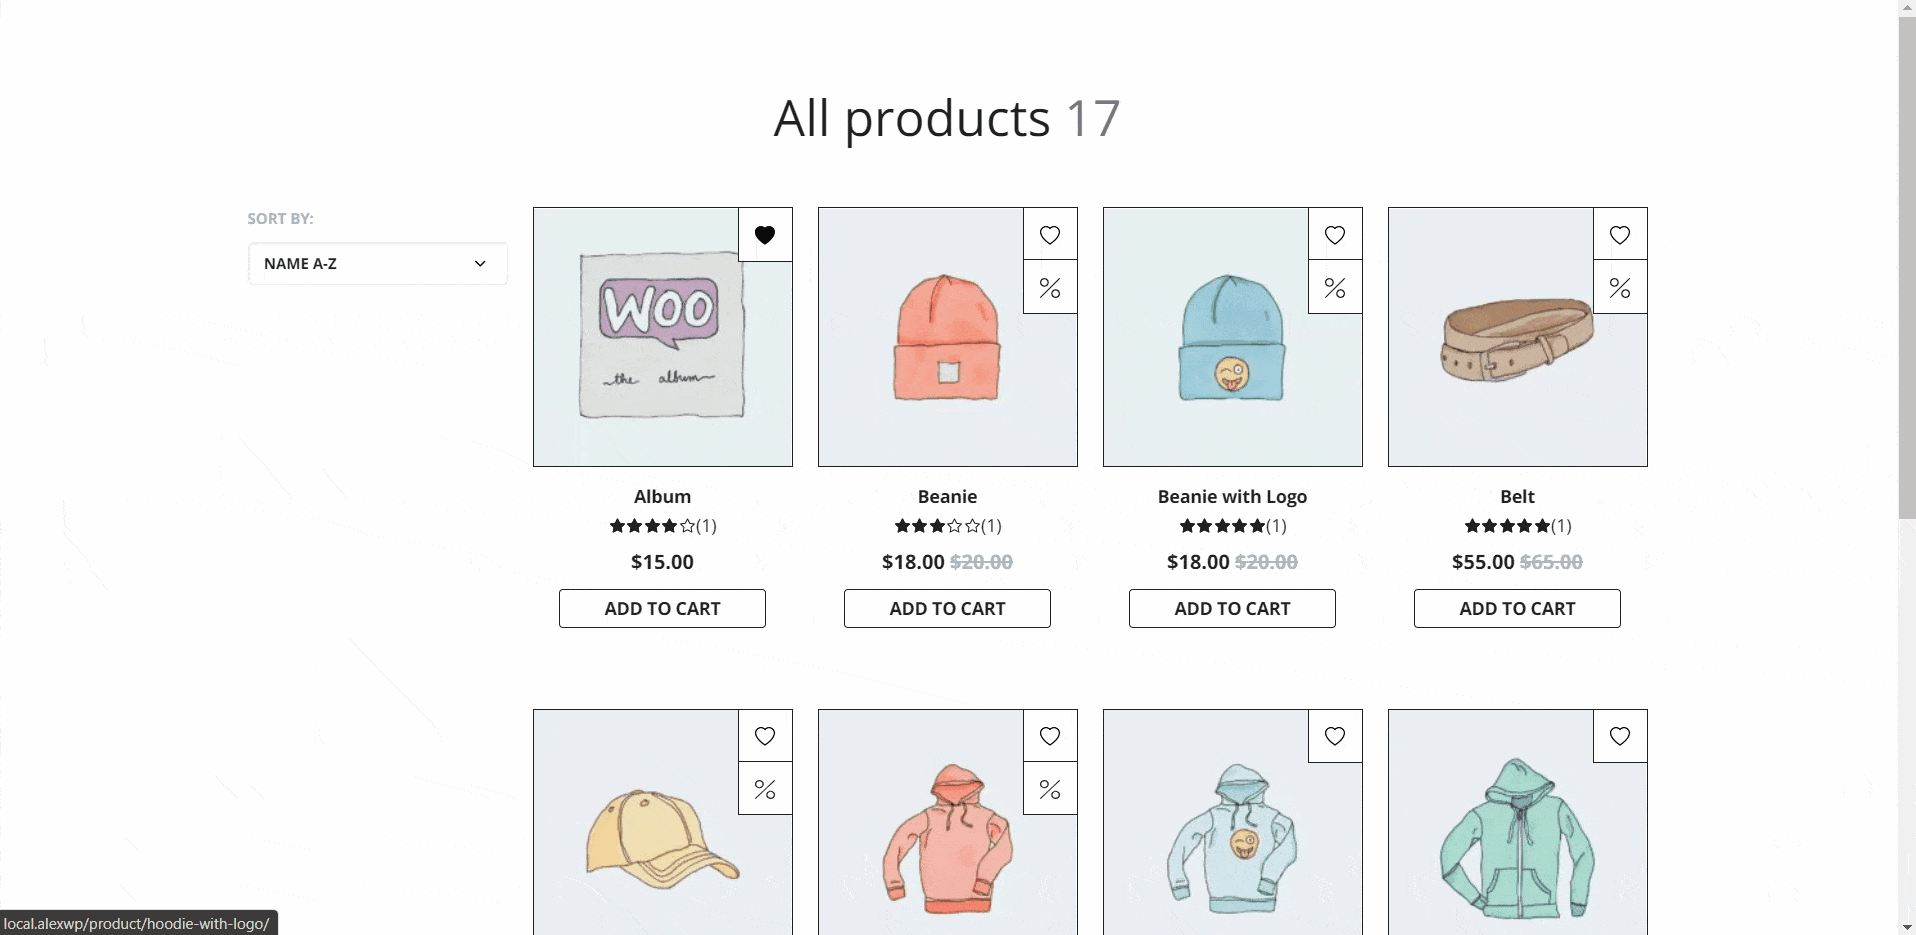 All products 17
SORT BY:
NAME A-Z
WOO
the album
Album
(1)
$15.00
ADD TO CART
%
Beanie
(1)
$18.00 $20.00
ADD TO CART
%
Beanie with Logo
(1)
$18.00 $20.00
ADD TO CART
%
Belt
(1)
$55.00 $65.00
ADD TO CART
%
%
local.alexwp/product/hoodie-with-logo/